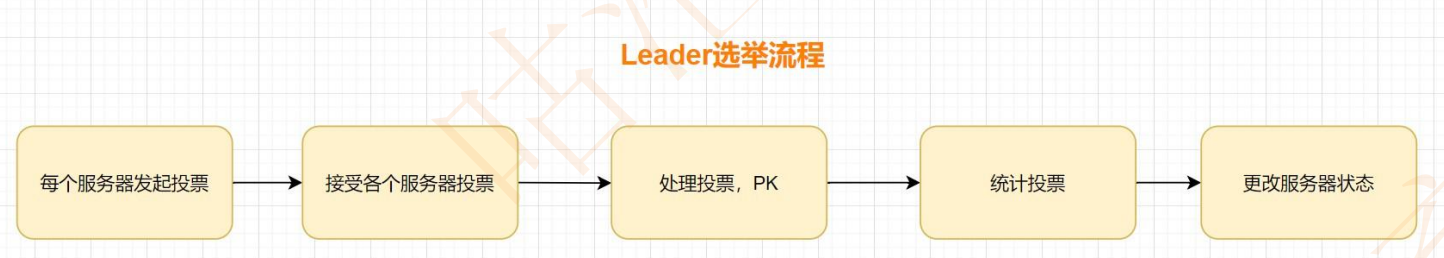 Leader选举流程
每个服务器发起投票
接受各个服务器投票
处理投票，PK
统计投票
更改服务器状态